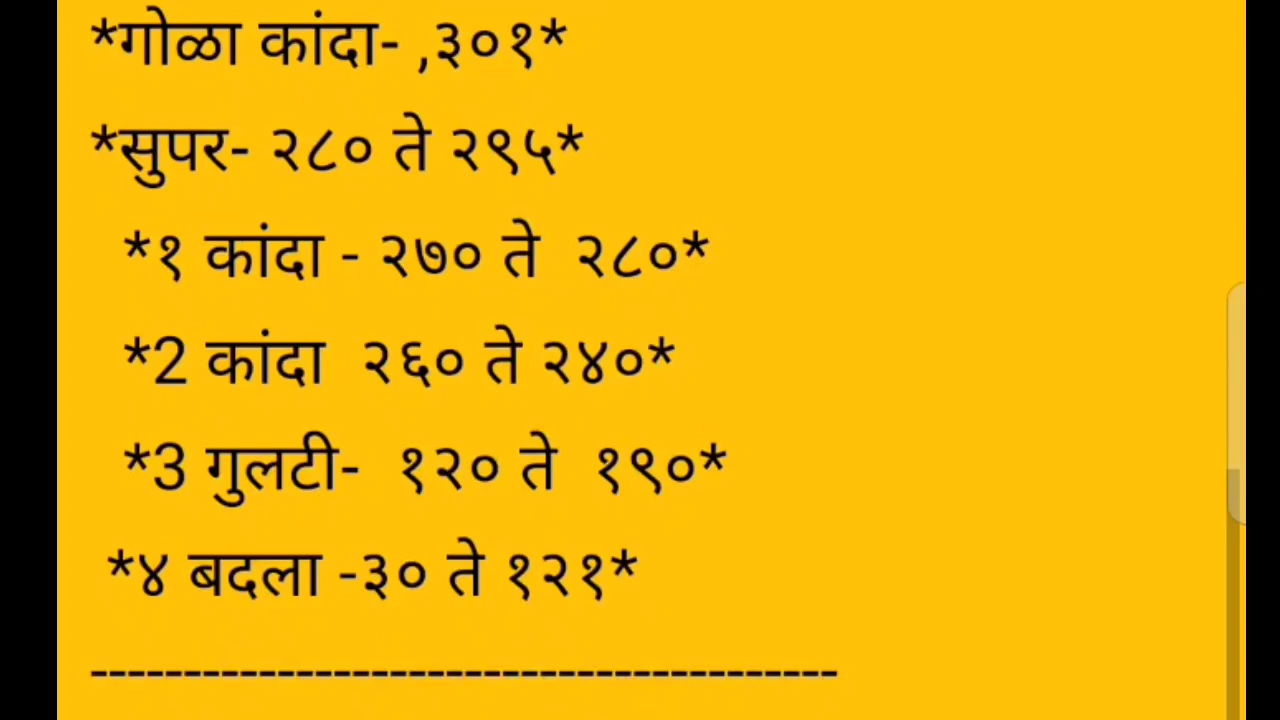 *गोळा कांदा- ,३०१*
*सुपर- २८० ते २९५*
*१ कांदा - २७० ते  २८०*
*2 कांदा  २६० ते २४०*
*3 गुलटी-  १२० ते  १९०*
*४ बदला -३० ते १२१*
-----------------------------------------